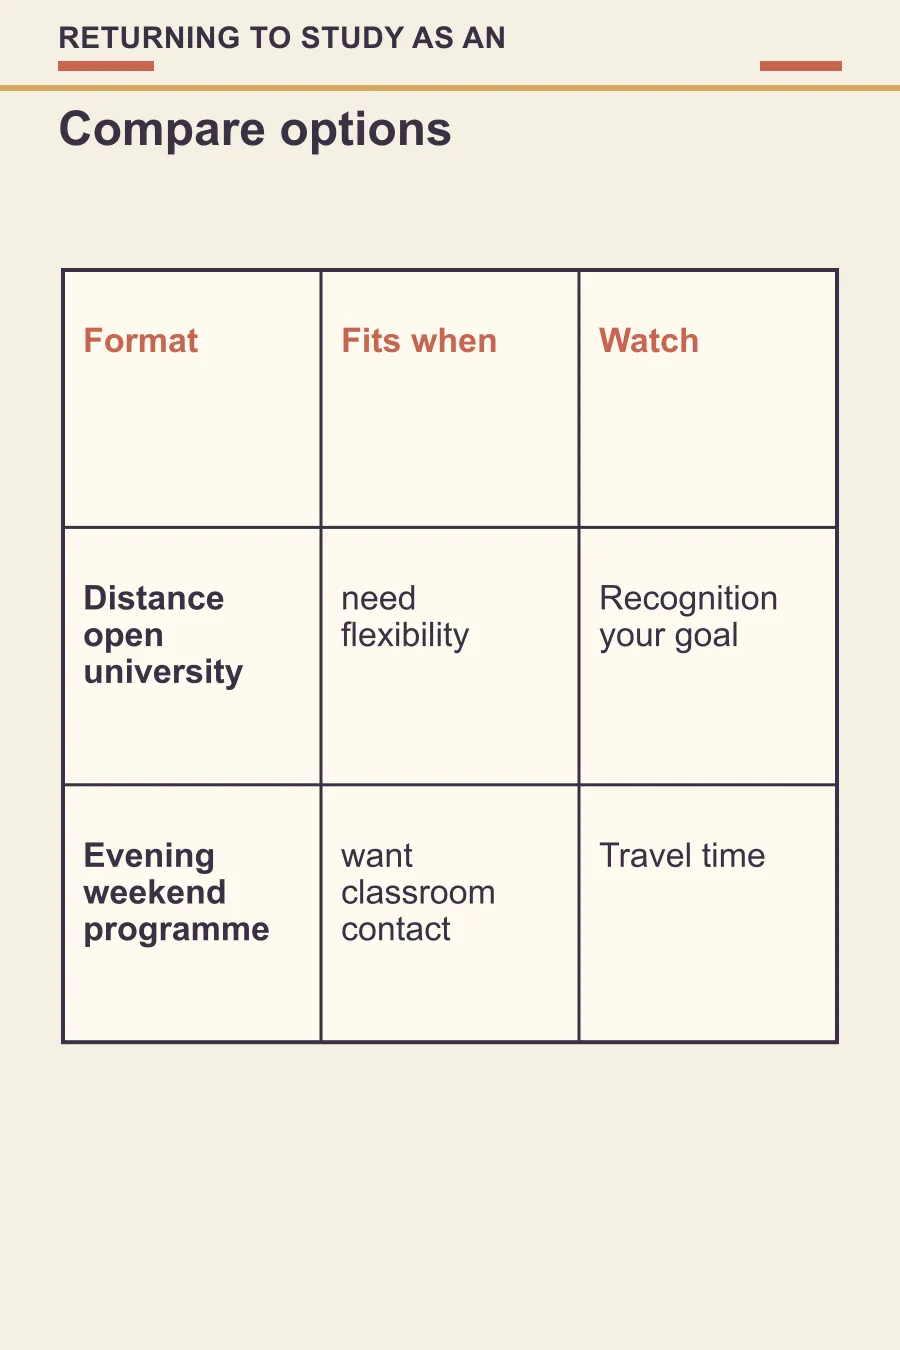 RETURNING TO STUDY AS AN
Compare options
Format
Fits when
Watch
Distance
open
university
need
flexibility
Recognition
your goal
Evening
weekend
programme
want
classroom
contact
Travel time